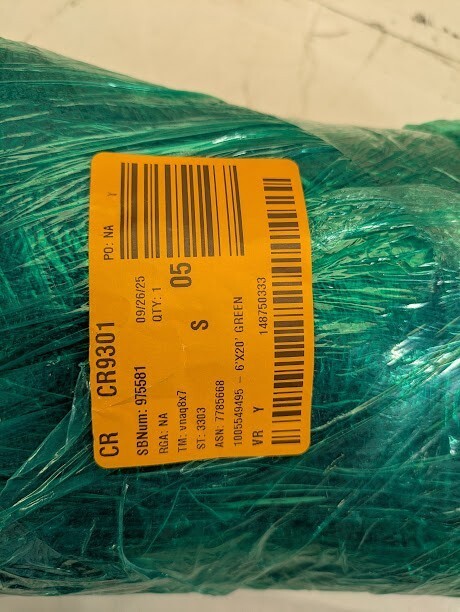 CR CR9301
PO: NA Y
SBNum: 975581 09/26/25
RGA: NA QTY: 1
TM: vnaq8x7 05
ST: 3303 S
ASN: 7785668
1005549495 - 6'X20' GREEN
VR Y 148750333